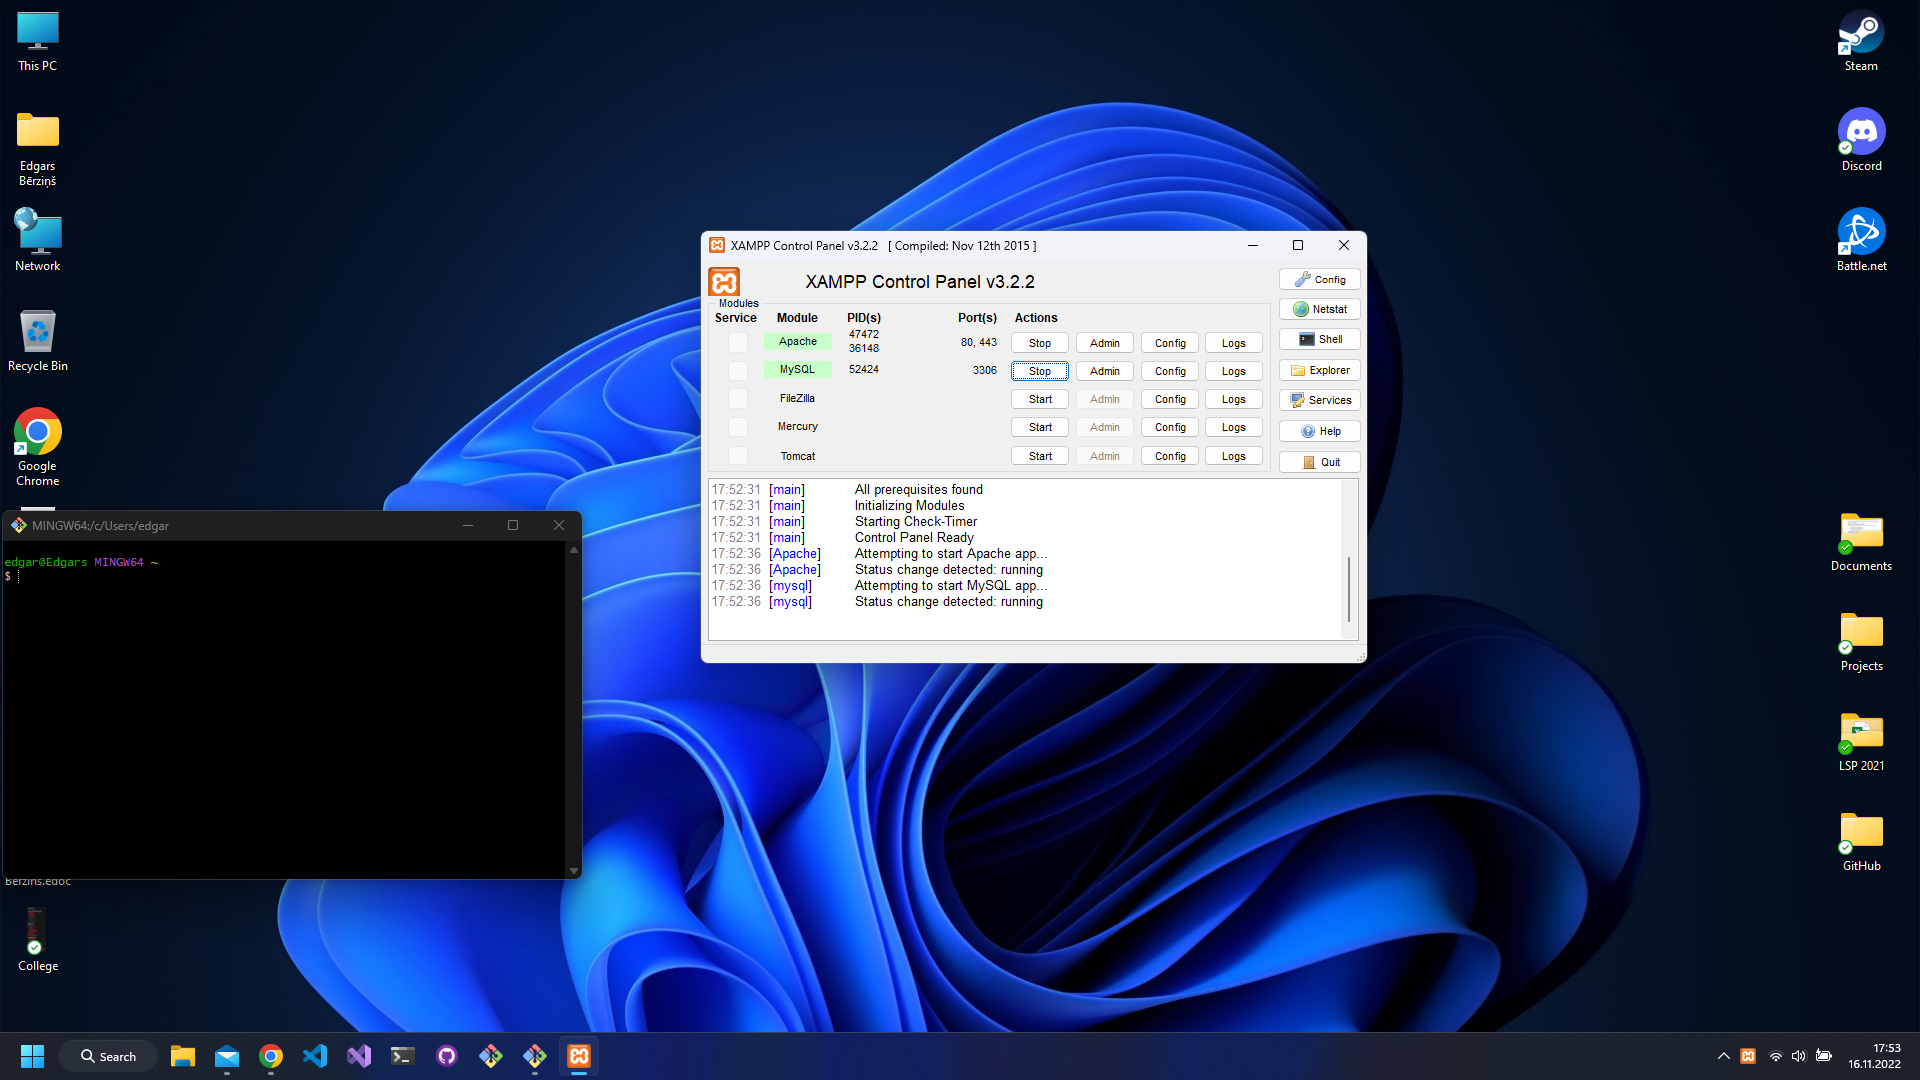 This PC
Edgars
Bērziņš
Network
Recycle Bin
Google
Chrome
Berzins.edoc
College
MINGW64:/c/Users/edgar
edgar@Edgars MINGW64 ~
$
XAMPP Control Panel v3.2.2 [ Compiled: Nov 12th 2015 ]
XAMPP Control Panel v3.2.2
Modules
Service Module PID(s) Port(s) Actions
Apache 47472 36148 80, 443 Stop Admin Config Logs
MySQL 52424 3306 Stop Admin Config Logs
FileZilla Start Admin Config Logs
Mercury Start Admin Config Logs
Tomcat Start Admin Config Logs
Config
Netstat
Shell
Explorer
Services
Help
Quit
17:52:31 [main] All prerequisites found
17:52:31 [main] Initializing Modules
17:52:31 [main] Starting Check-Timer
17:52:31 [main] Control Panel Ready
17:52:36 [Apache] Attempting to start Apache app...
17:52:36 [Apache] Status change detected: running
17:52:36 [mysql] Attempting to start MySQL app...
17:52:36 [mysql] Status change detected: running
Steam
Discord
Battle.net
Documents
Projects
LSP 2021
GitHub
Search
17:53
16.11.2022